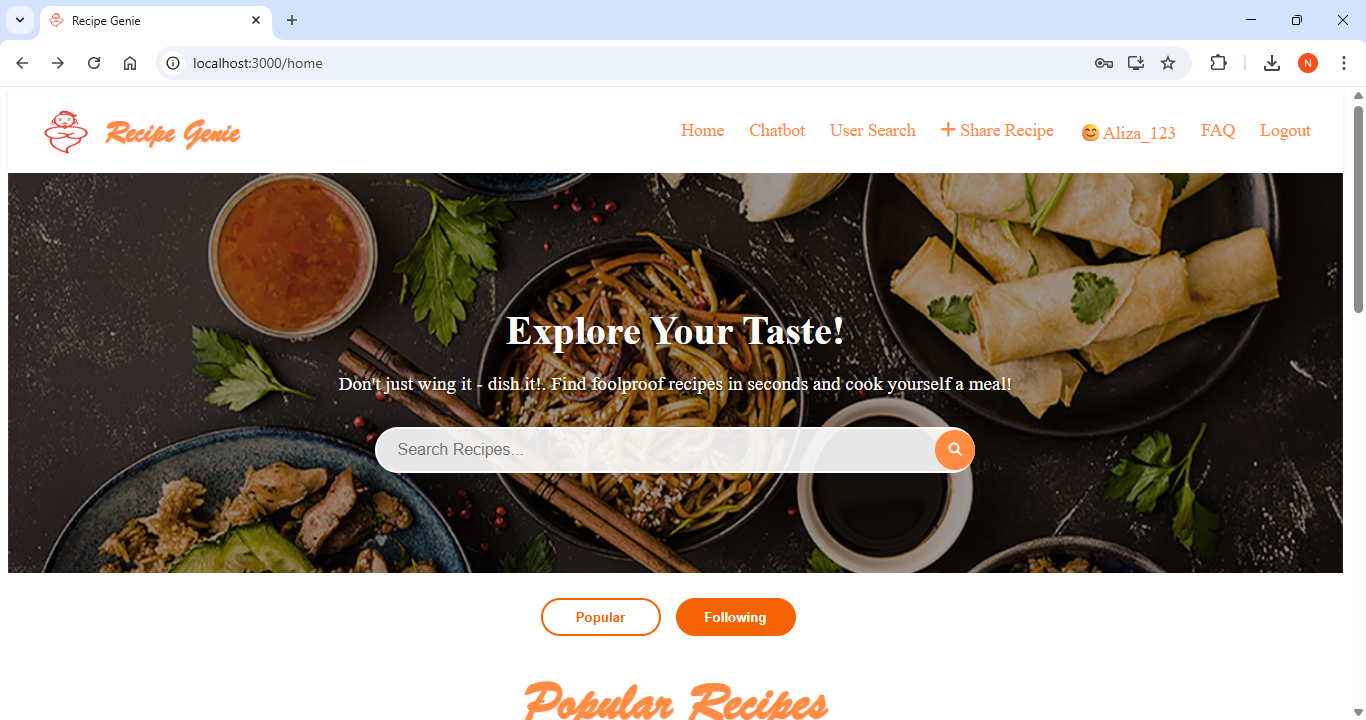 Recipe Genie
localhost:3000/home
N
Recipe Genie
Home Chatbot User Search + Share Recipe 😊 Aliza_123 FAQ Logout
Explore Your Taste!
Don't just wing it - dish it!. Find foolproof recipes in seconds and cook yourself a meal!
Search Recipes...
Popular Following
Popular Recipes